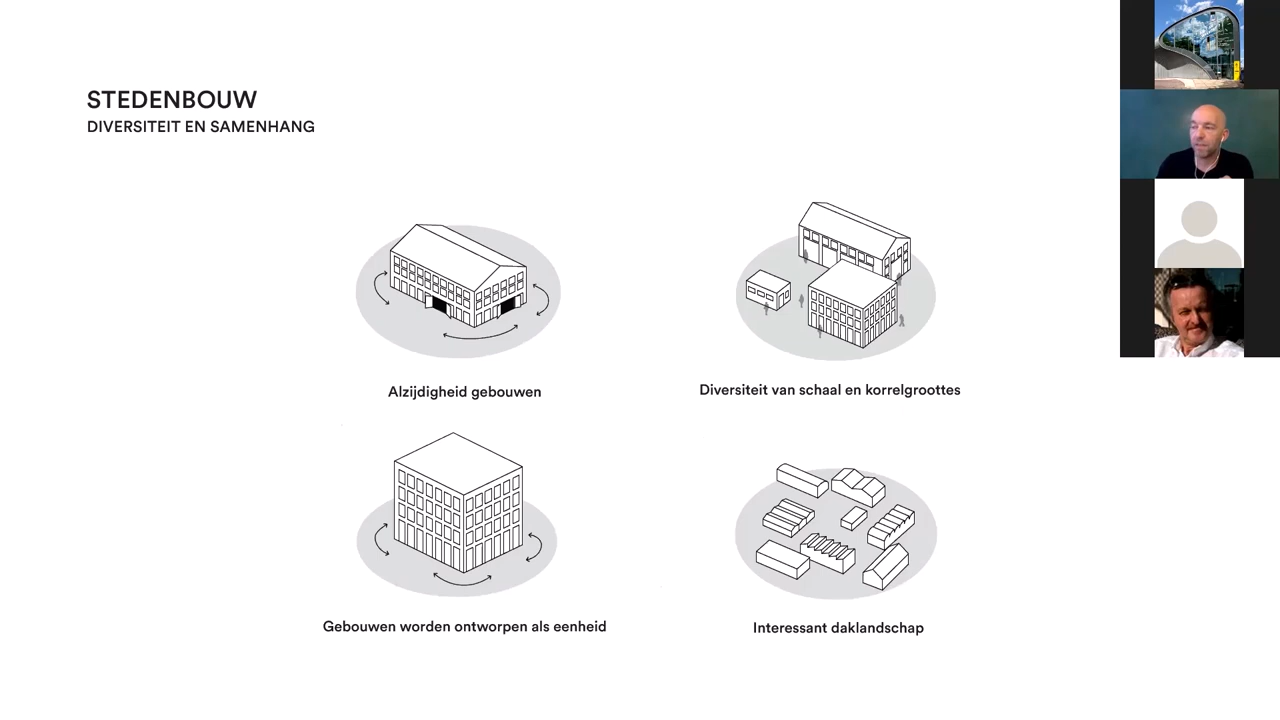 STEDENBOUW
DIVERSITEIT EN SAMENHANG
Alzijdigheid gebouwen
Diversiteit van schaal en korrelgroottes
Gebouwen worden ontworpen als eenheid
Interessant daklandschap